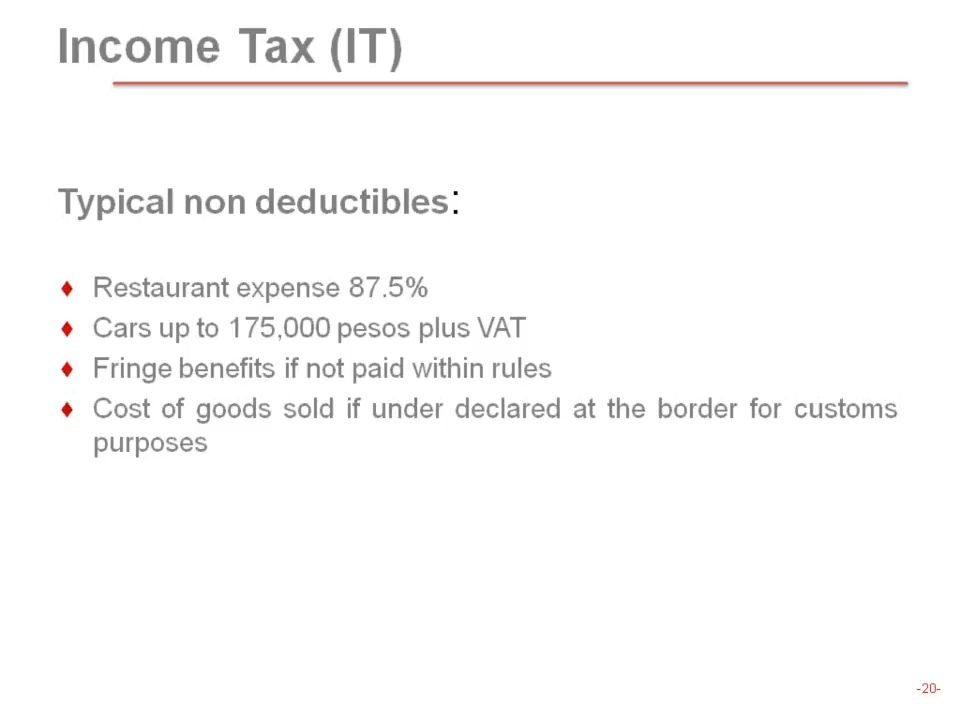 Income Tax (IT)
Typical non deductibles:
Restaurant expense 87.5%
Cars up to 175,000 pesos plus VAT
Fringe benefits if not paid within rules
Cost of goods sold if under declared at the border for customs
purposes
-20-